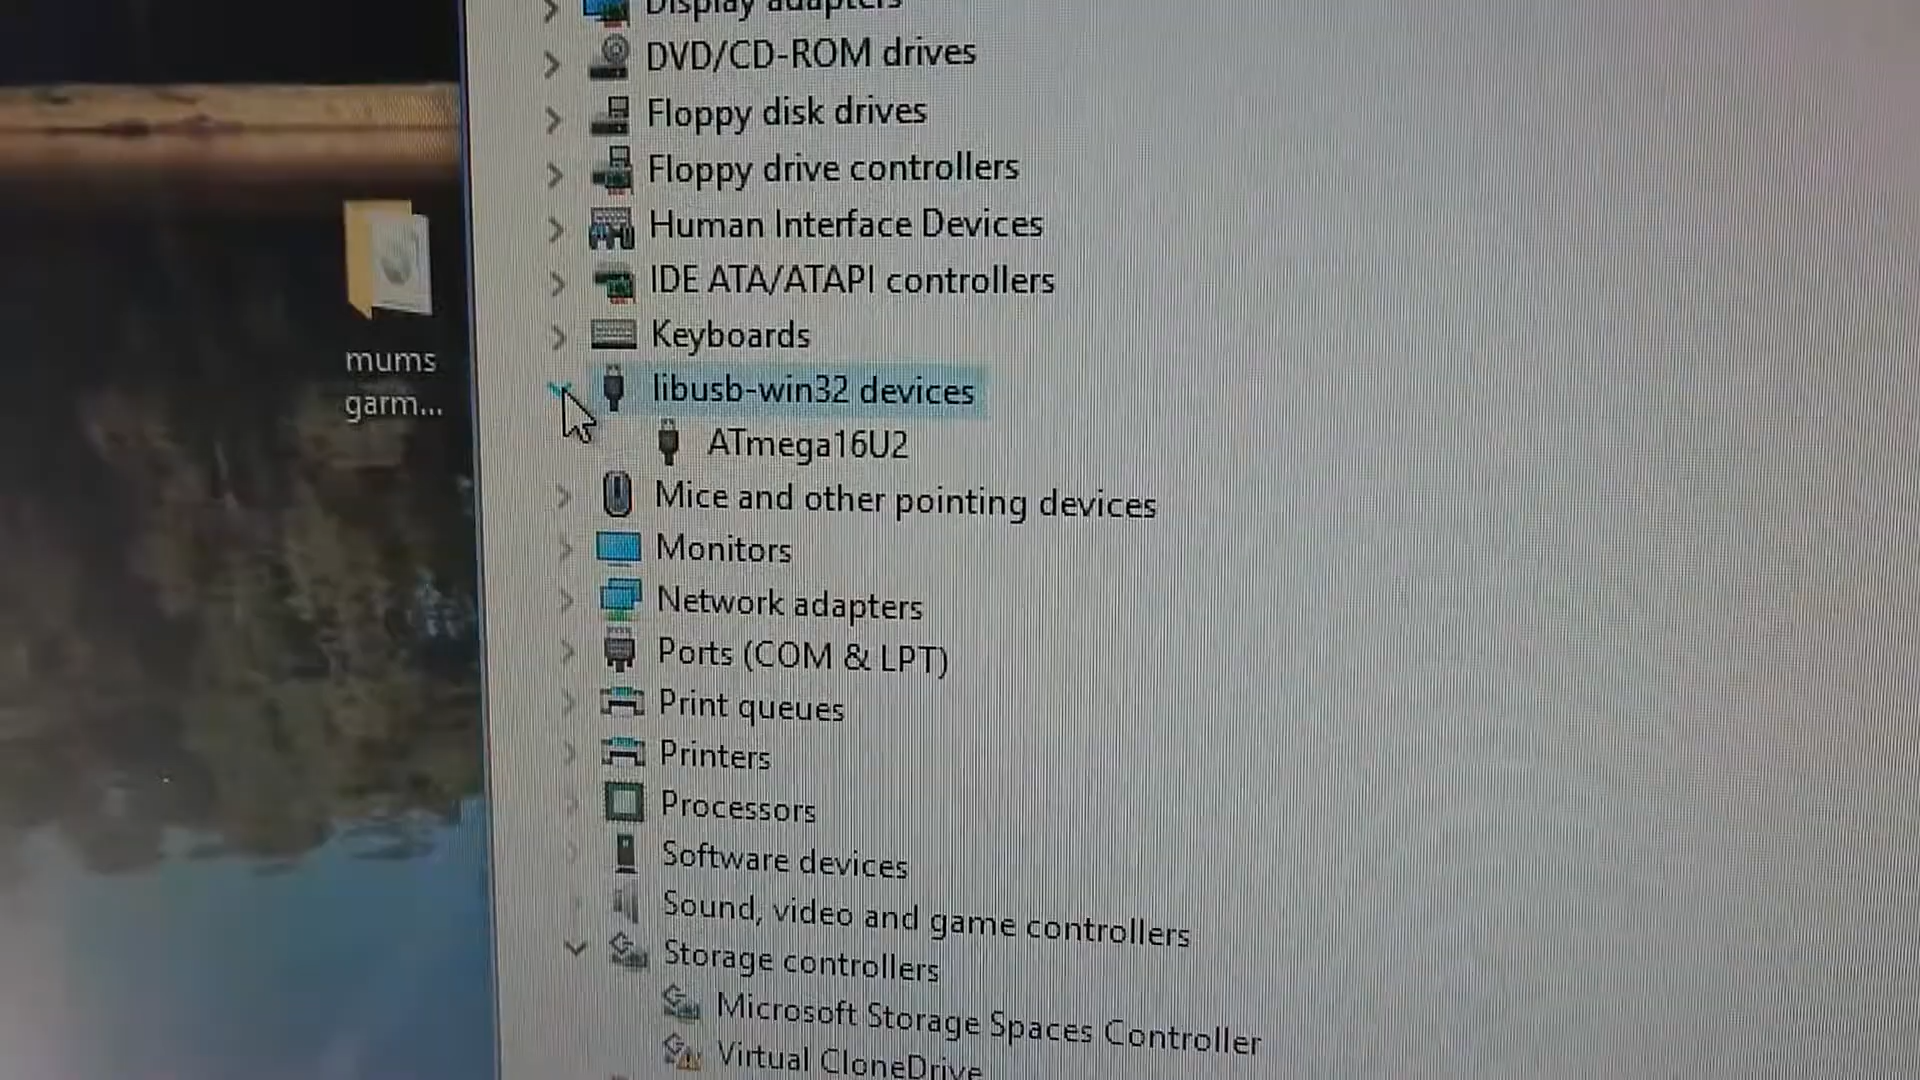 Display adapters
DVD/CD-ROM drives
Floppy disk drives
Floppy drive controllers
Human Interface Devices
IDE ATA/ATAPI controllers
Keyboards
mums
garm...
libusb-win32 devices
ATmega16U2
Mice and other pointing devices
Monitors
Network adapters
Ports (COM & LPT)
Print queues
Printers
Processors
Software devices
Sound, video and game controllers
Storage controllers
Microsoft Storage Spaces Controller
Virtual CloneDrive